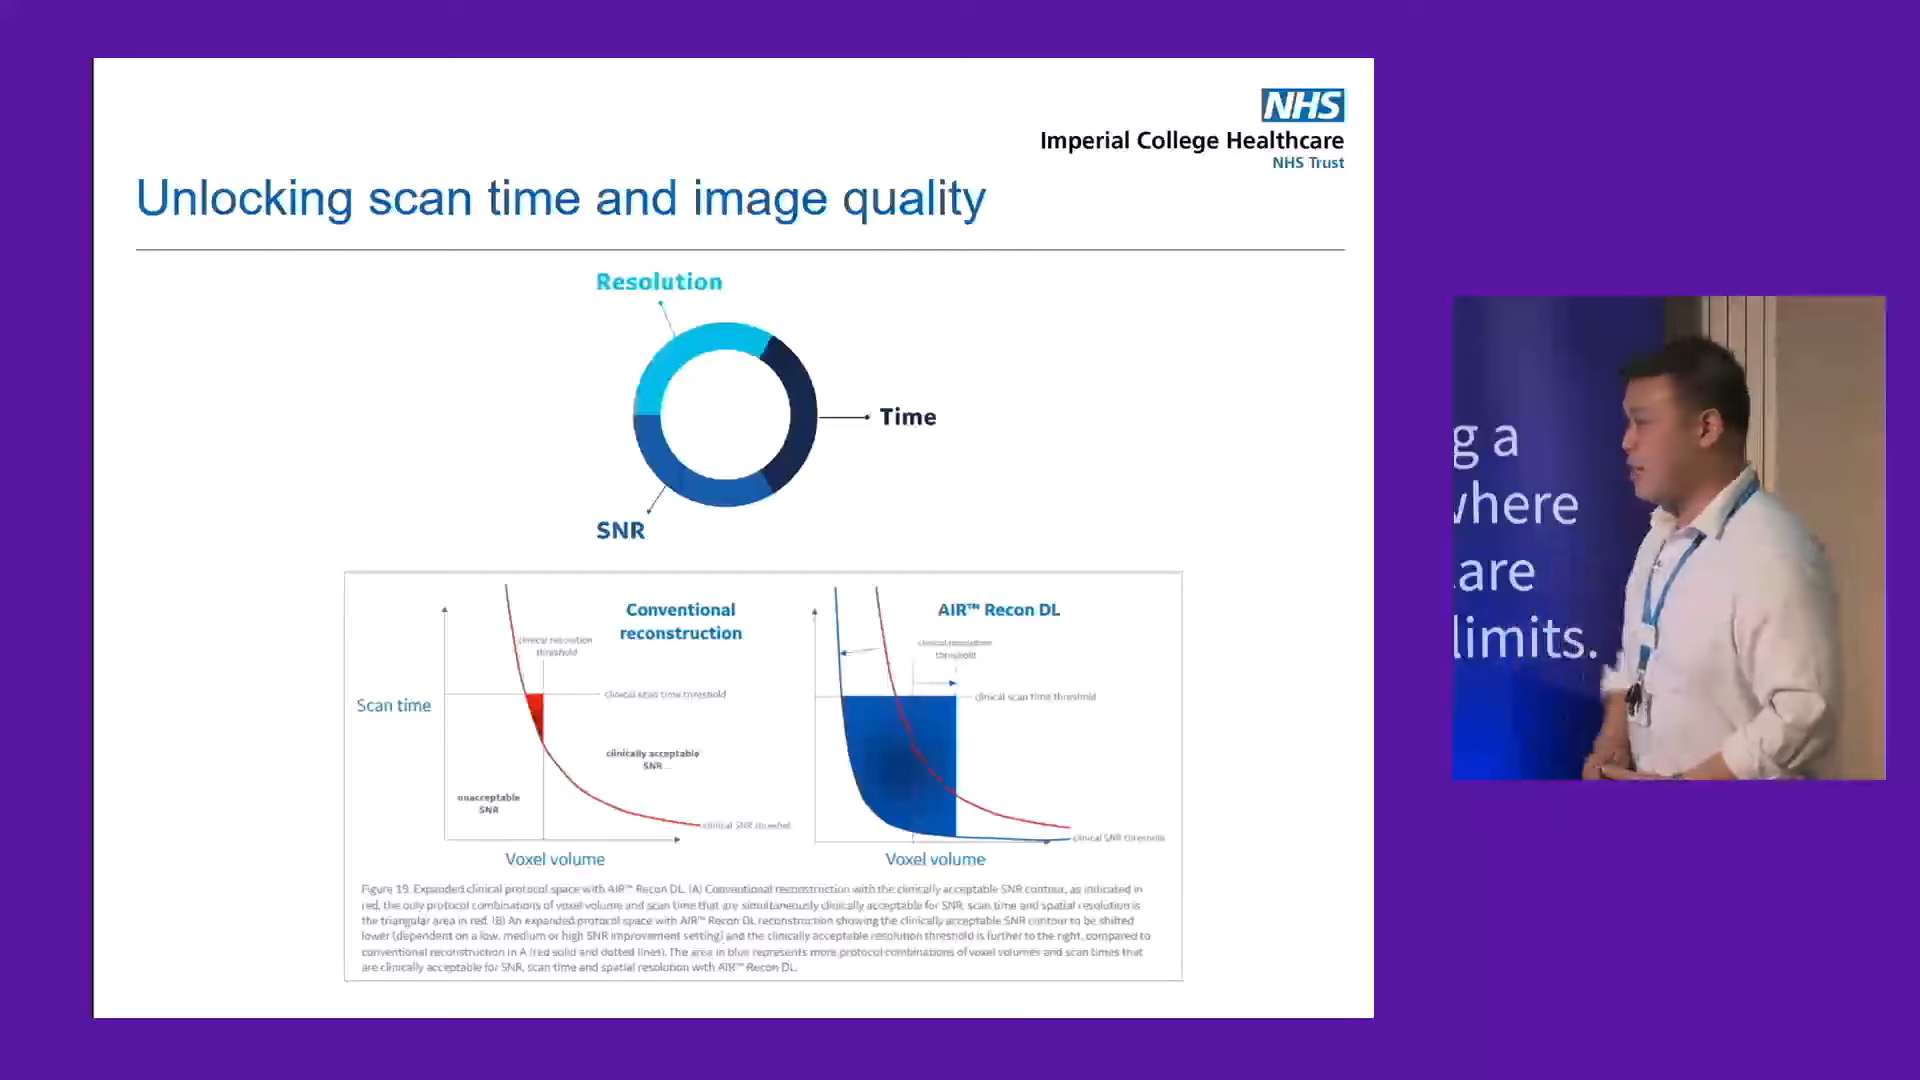 NHS
Imperial College Healthcare
NHS Trust
Unlocking scan time and image quality
Resolution
Time
SNR
Conventional
reconstruction
clinical resolution
threshold
clinical scan time threshold
Scan time
clinically acceptable
SNR
unacceptable
SNR
clinical SNR
Voxel volume
AIR™ Recon DL
clinical resolution
threshold
clinical scan time threshold
clinical SNR threshold
Voxel volume
Figure 19. Expanded clinical protocol space with AIR™ Recon DL. (A) Conventional reconstruction with the clinically acceptable SNR contour, as indicated in
red, the only protocol combinations of voxel volume and scan time that are simultaneously clinically acceptable for SNR, scan time and spatial resolution is
the triangular area in red. (B) An expanded protocol space with AIR™ Recon DL reconstruction showing the clinically acceptable SNR contour to be shifted
lower (dependent on a low, medium or high SNR improvement setting) and the clinically acceptable resolution threshold is further to the right, compared to
conventional reconstruction in A (red solid and dotted lines). The area in blue represents more protocol combinations of voxel volumes and scan times that
are clinically acceptable for SNR, scan time and spatial resolution with AIR™ Recon DL.
g a
where
are
limits.